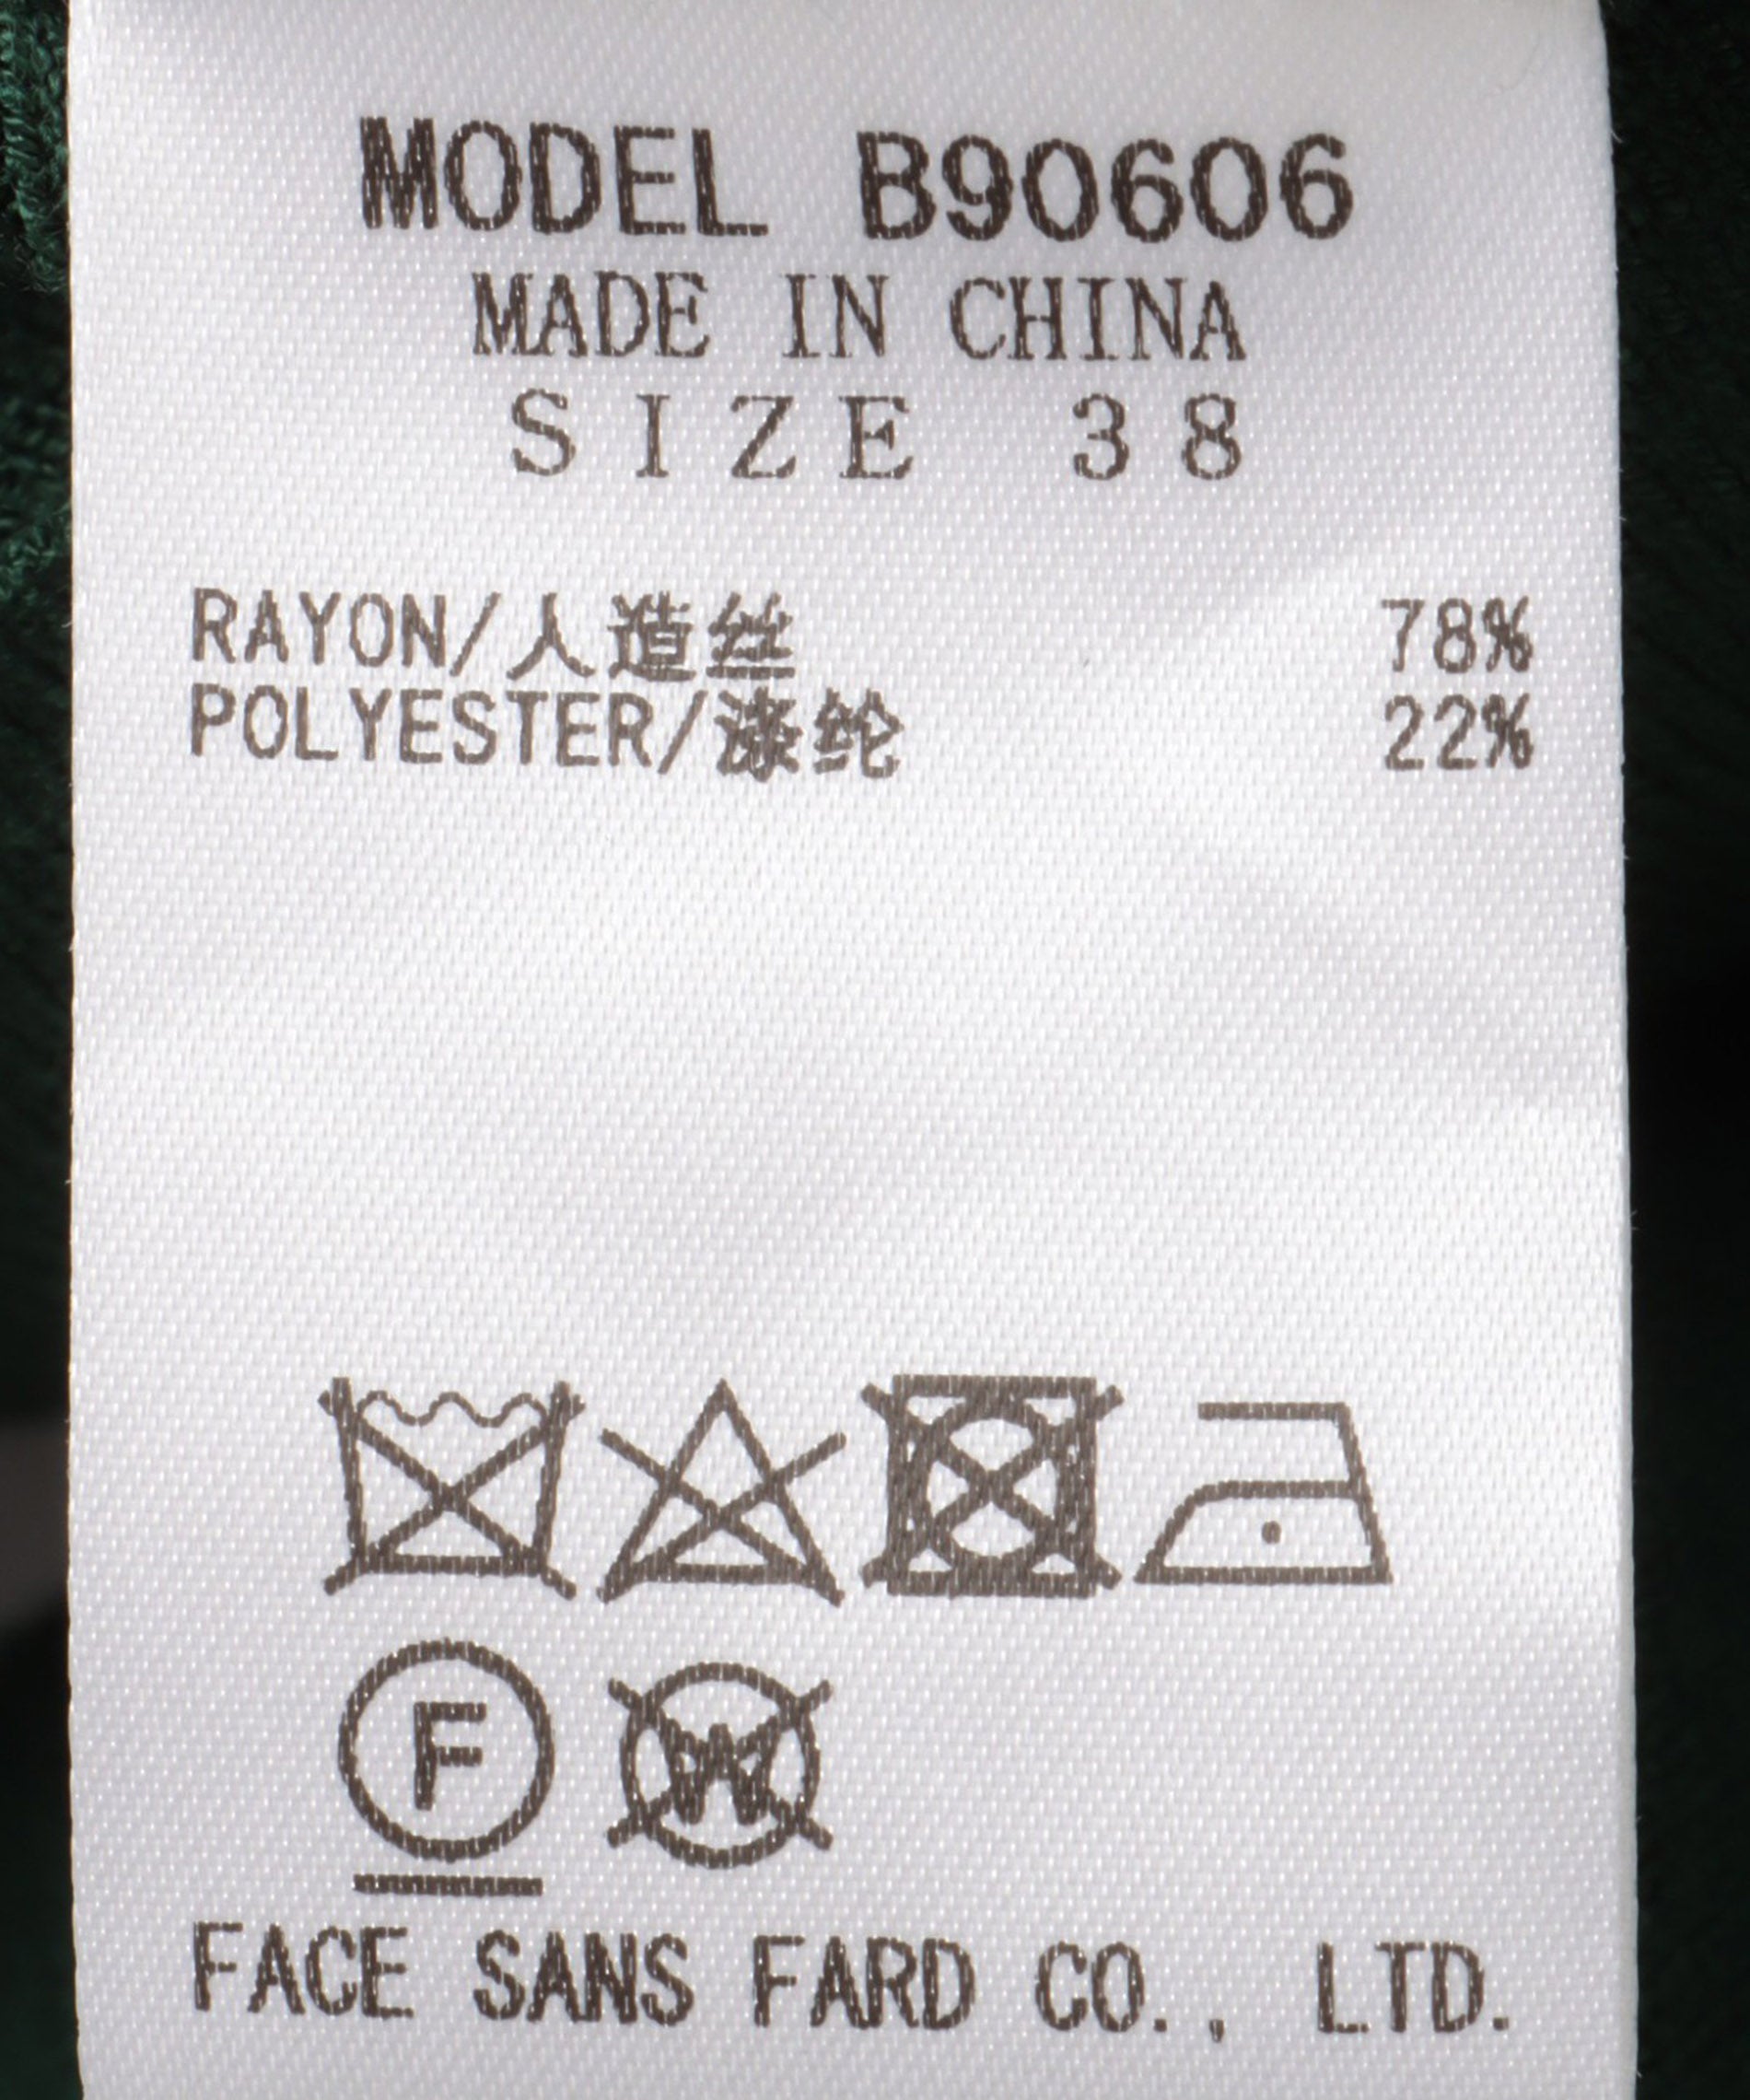 MODEL B90606
MADE IN CHINA
SIZE 38
RAYON/人造丝 78%
POLYESTER/涤纶 22%
F W
FACE SANS FARD CO., LTD.